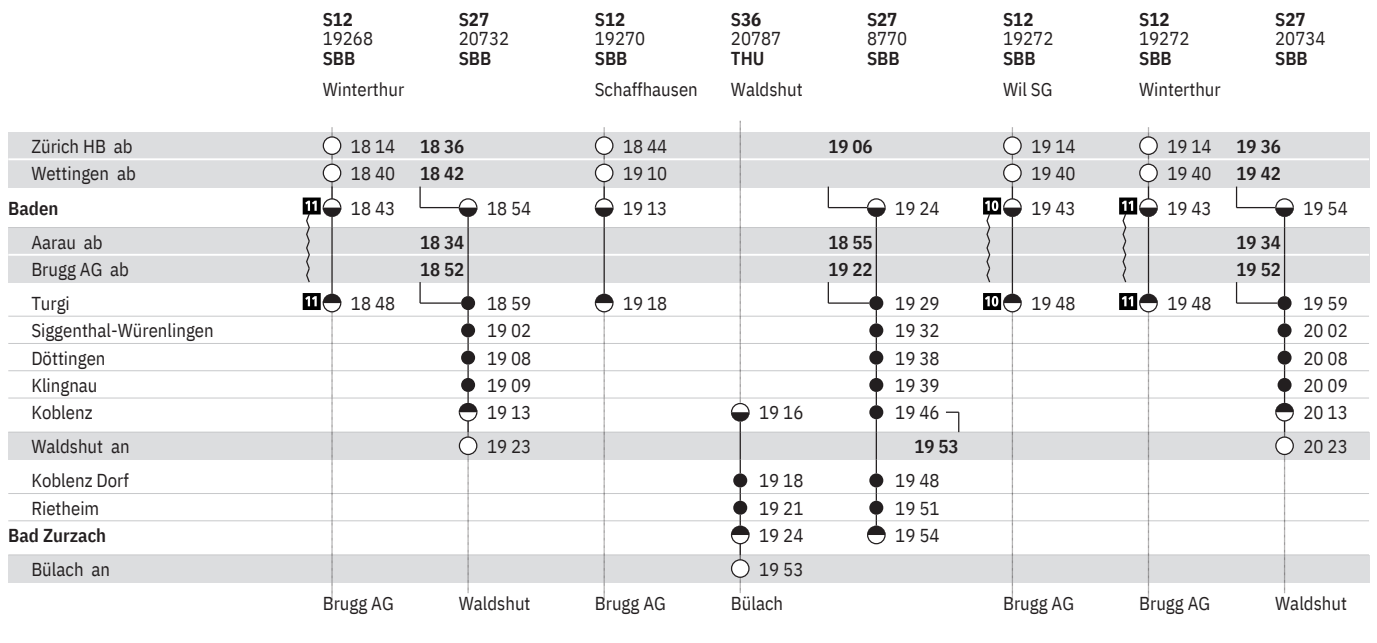 S12 S27 S12 S36 S27 S12 S12 S27
19268 20732 19270 20787 8770 19272 19272 20734
SBB SBB SBB THU SBB SBB SBB SBB
Winterthur Schaffhausen Waldshut Wil SG Winterthur
Zürich HB ab 18 14 18 36 18 44 19 06 19 14 19 14 19 36
Wettingen ab 18 40 18 42 19 10 19 40 19 40 19 42
Baden 11 18 43 18 54 19 13 19 24 10 19 43 11 19 43 19 54
Aarau ab 18 34 18 55 19 34
Brugg AG ab 18 52 19 22 19 52
Turgi 11 18 48 18 59 19 18 19 29 10 19 48 11 19 48 19 59
Siggenthal-Würenlingen 19 02 19 32 20 02
Döttingen 19 08 19 38 20 08
Klingnau 19 09 19 39 20 09
Koblenz 19 13 19 16 19 46 20 13
Waldshut an 19 23 19 53 20 23
Koblenz Dorf 19 18 19 48
Rietheim 19 21 19 51
Bad Zurzach 19 24 19 54
Bülach an 19 53
Brugg AG Waldshut Brugg AG Bülach Brugg AG Brugg AG Waldshut